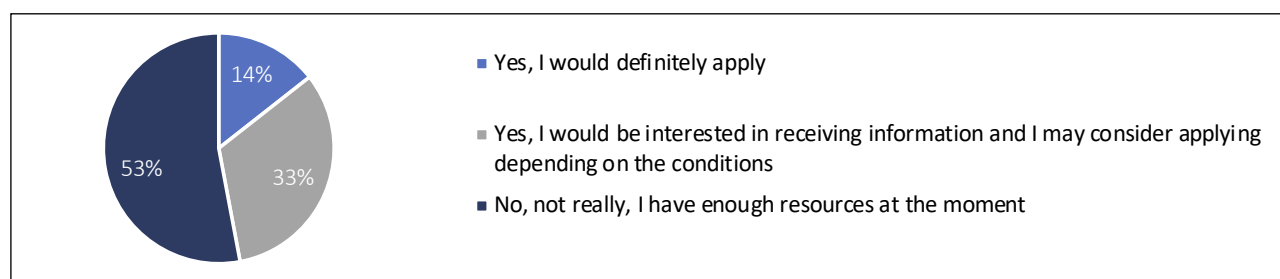 14%
33%
53%
Yes, I would definitely apply
Yes, I would be interested in receiving information and I may consider applying
depending on the conditions
No, not really, I have enough resources at the moment